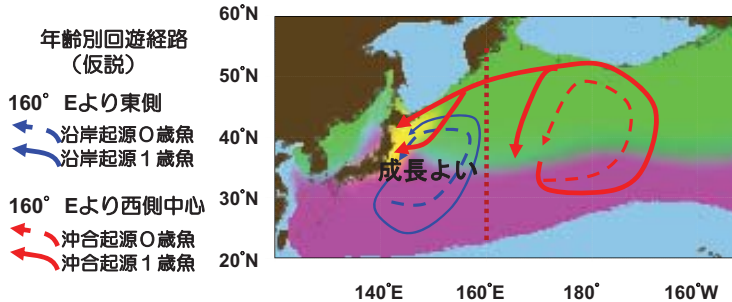 年齢別回遊経路
（仮説）
160° Eより東側
沿岸起源０歳魚
沿岸起源１歳魚
160° Eより西側中心
沖合起源０歳魚
沖合起源１歳魚
60°N
50°N
40°N
30°N
20°N
成長よい
140°E
160°E
180°
160°W